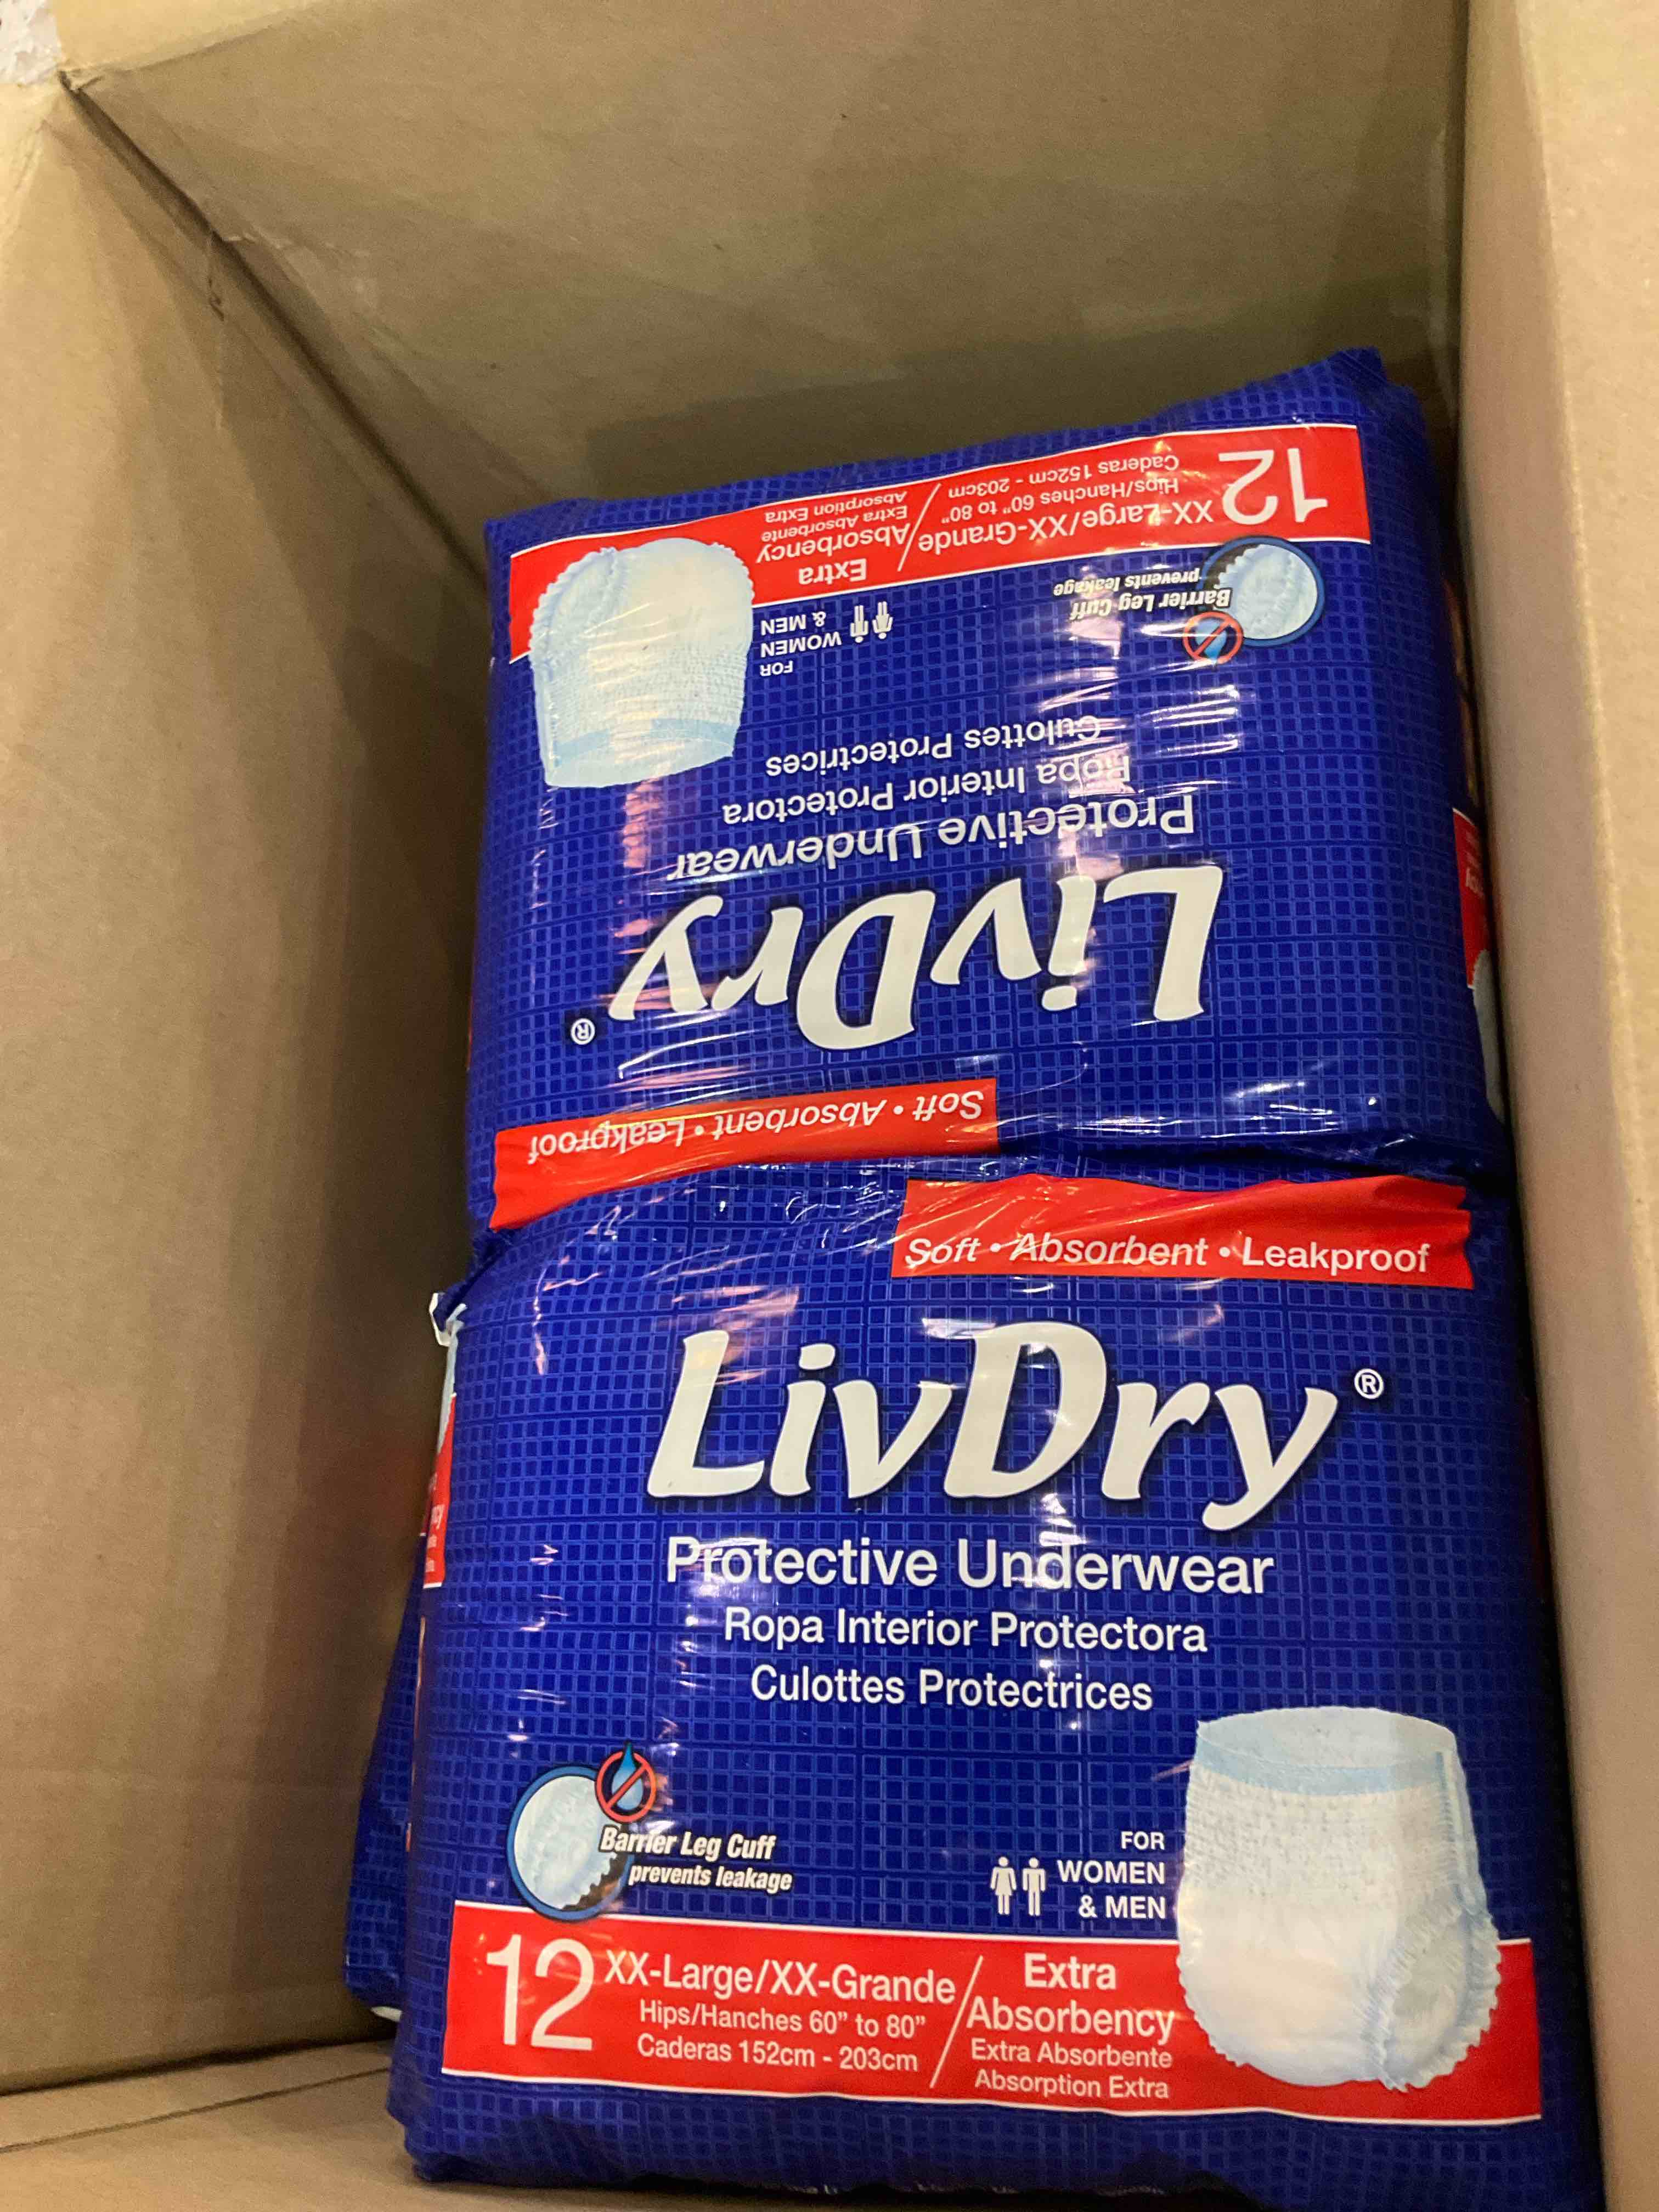 12
XX-Large/XX-Grande
Hips/Hanches 60" to 80"
Caderas 152cm - 203cm
Extra
Absorbency
Extra Absorbente
Absorption Extra
Barrier Leg Cuff
prevents leakage
FOR
WOMEN
& MEN
Culottes Protectrices
Ropa Interior Protectora
Protective Underwear
LivDry®
Soft • Absorbent • Leakproof
Soft • Absorbent • Leakproof
LivDry®
Protective Underwear
Ropa Interior Protectora
Culottes Protectrices
Barrier Leg Cuff
prevents leakage
FOR
WOMEN
& MEN
12
XX-Large/XX-Grande
Hips/Hanches 60" to 80"
Caderas 152cm - 203cm
Extra
Absorbency
Extra Absorbente
Absorption Extra